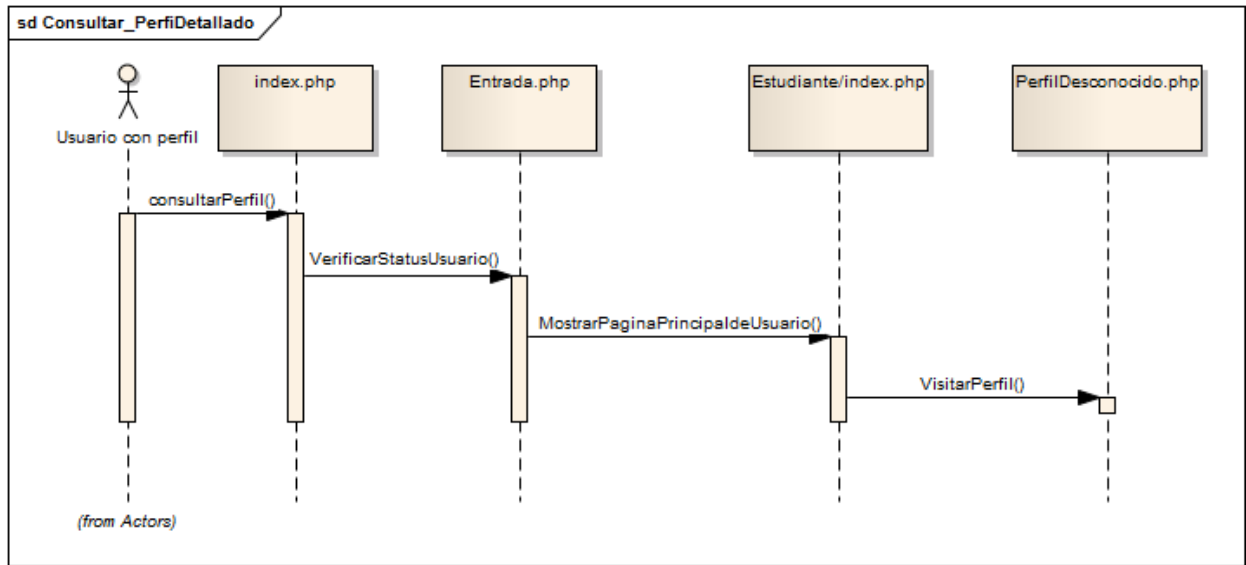 sd Consultar_PerfiDetallado
Usuario con perfil
index.php
Entrada.php
Estudiante/index.php
PerfilDesconocido.php
consultarPerfil()
VerificarStatusUsuario()
MostrarPaginaPrincipaldeUsuario()
VisitarPerfil()
(from Actors)